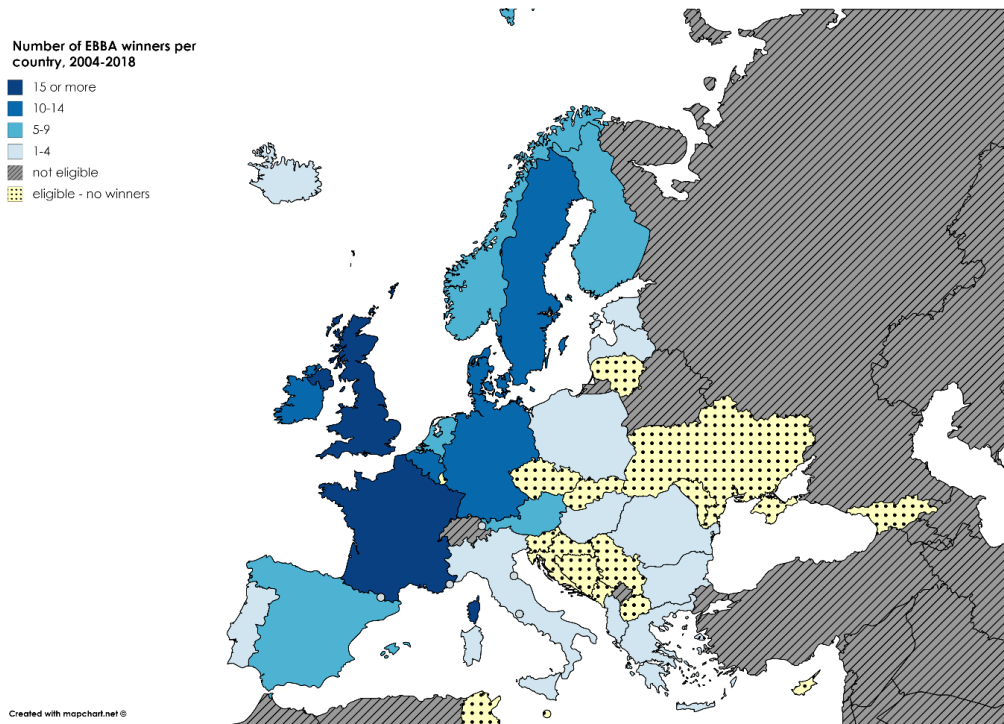 Number of EBBA winners per
country, 2004-2018
15 or more
10-14
5-9
1-4
not eligible
eligible - no winners
Created with mapchart.net ©